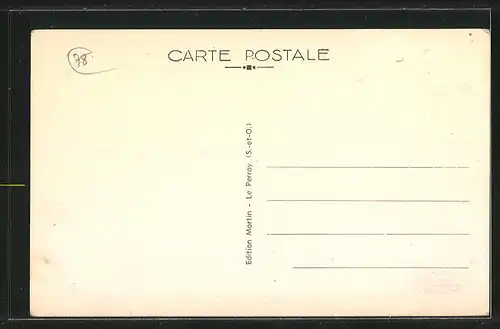 78
CARTE POSTALE
Edition Martin - Le Perray (S.-et-O.)